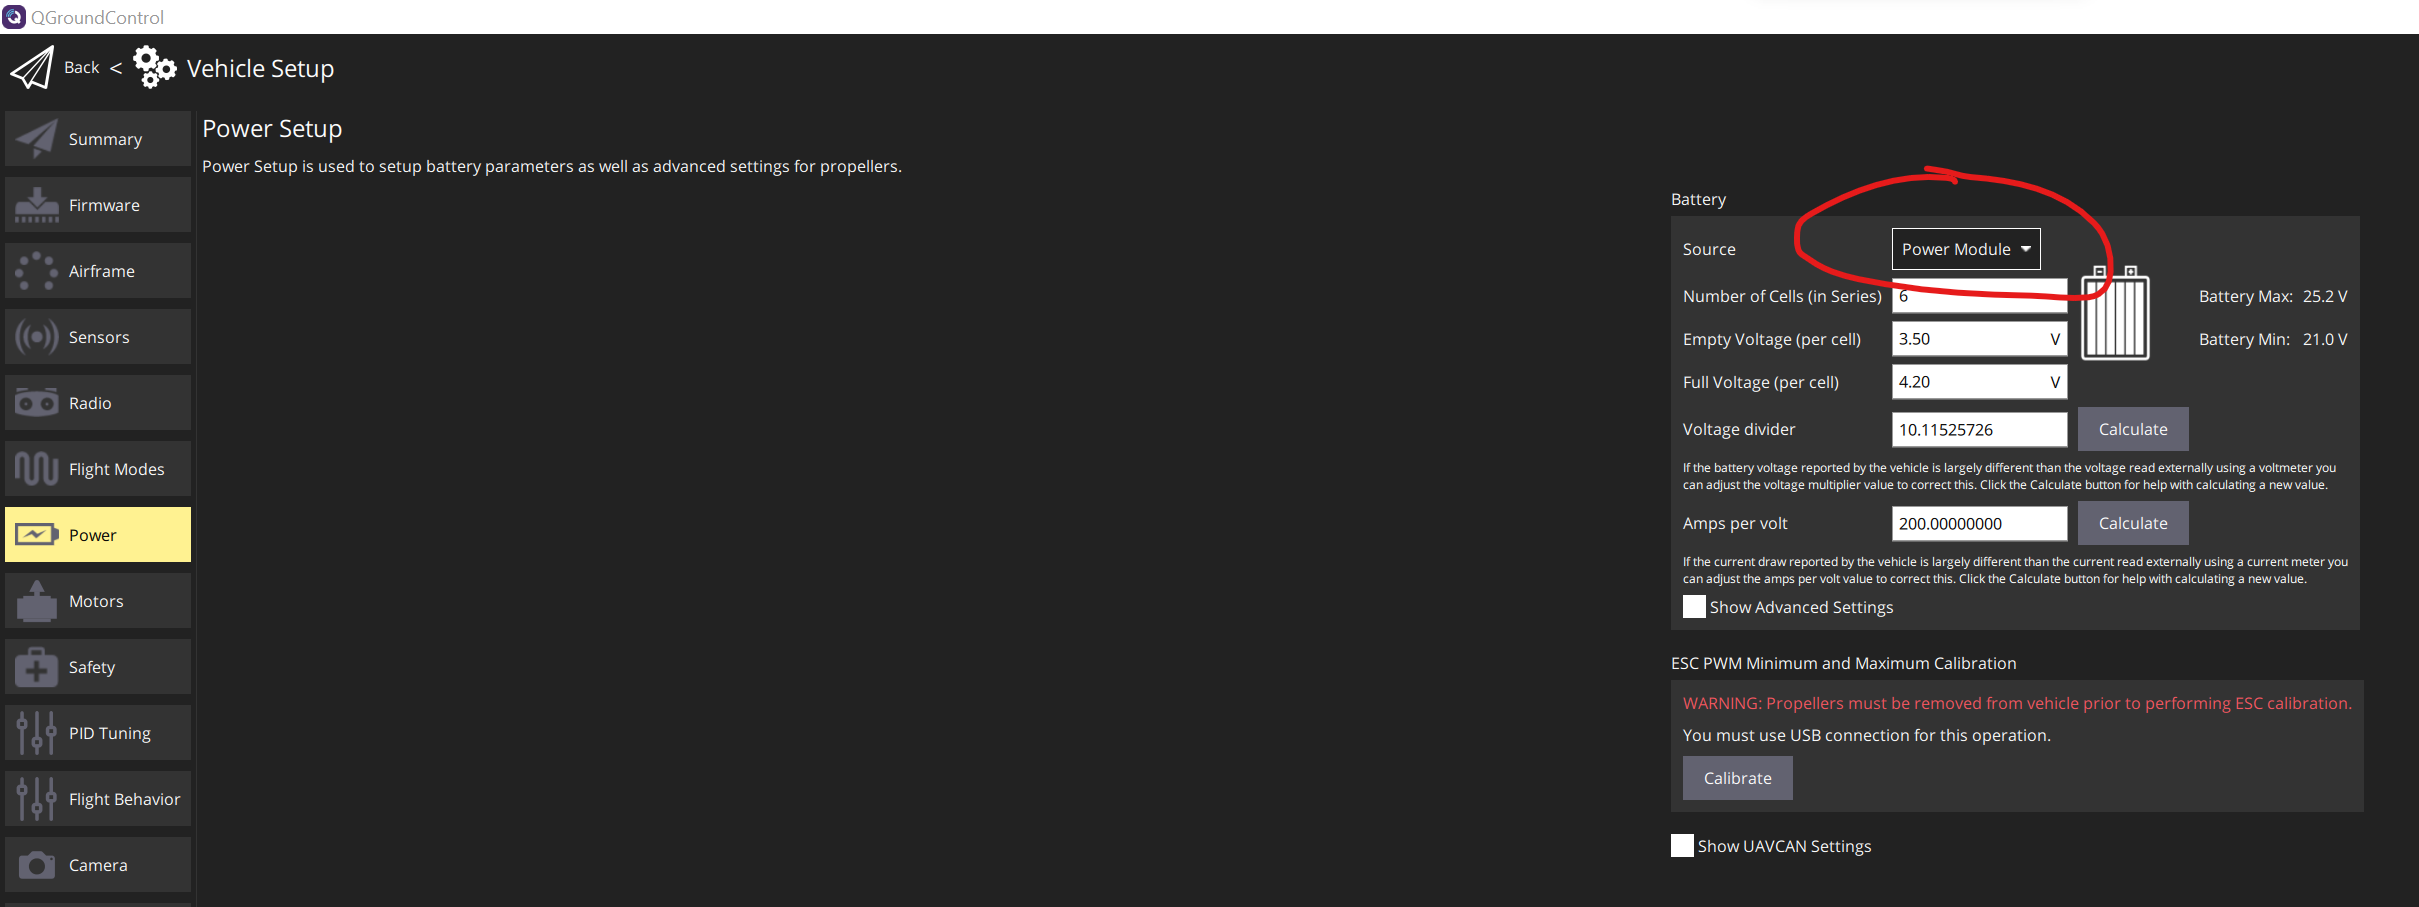 QGroundControl
Back < Vehicle Setup
Summary
Firmware
Airframe
Sensors
Radio
Flight Modes
Power
Motors
Safety
PID Tuning
Flight Behavior
Camera
Power Setup
Power Setup is used to setup battery parameters as well as advanced settings for propellers.
Battery
Source Power Module
Number of Cells (in Series) 6 Battery Max: 25.2 V
Empty Voltage (per cell) 3.50 V Battery Min: 21.0 V
Full Voltage (per cell) 4.20 V
Voltage divider 10.11525726 Calculate
If the battery voltage reported by the vehicle is largely different than the voltage read externally using a voltmeter you
can adjust the voltage multiplier value to correct this. Click the Calculate button for help with calculating a new value.
Amps per volt 200.00000000 Calculate
If the current draw reported by the vehicle is largely different than the current read externally using a current meter you
can adjust the amps per volt value to correct this. Click the Calculate button for help with calculating a new value.
Show Advanced Settings
ESC PWM Minimum and Maximum Calibration
WARNING: Propellers must be removed from vehicle prior to performing ESC calibration.
You must use USB connection for this operation.
Calibrate
Show UAVCAN Settings